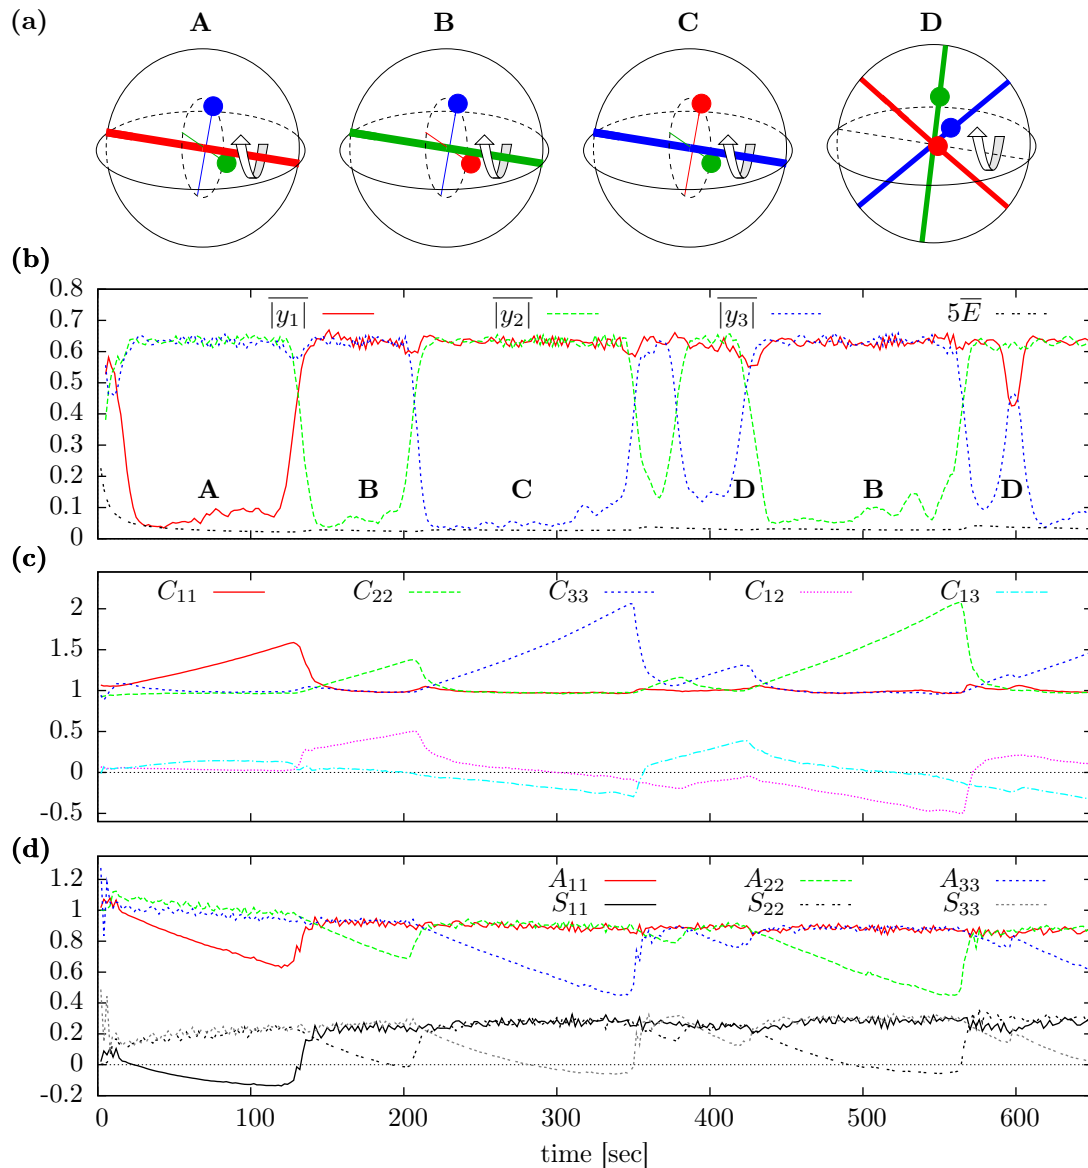 (a)
A B C D
(b)
0.8
0.7
0.6
0.5
0.4
0.3
0.2
0.1
0
|y₁| |y₂| |y₃| 5E̅
A B C D B D
(c)
2
1.5
1
0.5
0
-0.5
C₁₁ C₂₂ C₃₃ C₁₂ C₁₃
(d)
1.2
1
0.8
0.6
0.4
0.2
0
-0.2
A₁₁ A₂₂ A₃₃
S₁₁ S₂₂ S₃₃
0 100 200 300 400 500 600
time [sec]